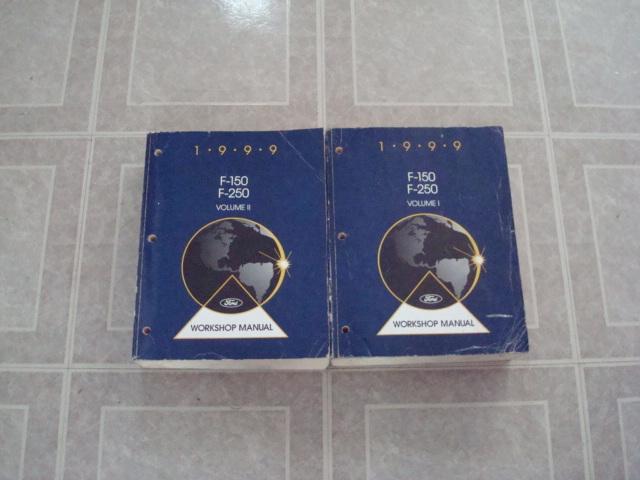 1·9·9·9
F-150
F-250
VOLUME II
Ford
WORKSHOP MANUAL
1·9·9·9
F-150
F-250
VOLUME I
Ford
WORKSHOP MANUAL